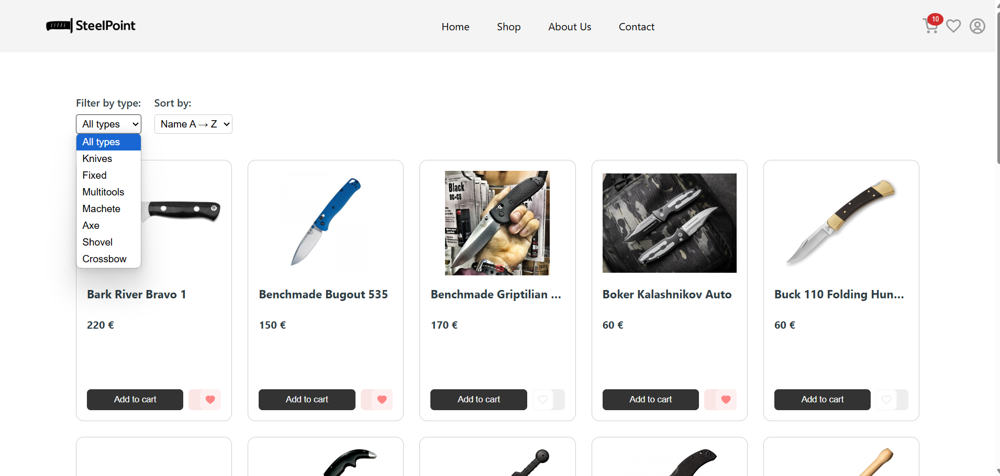 SteelPoint
Home
Shop
About Us
Contact
10
Filter by type:
Sort by:
All types
Name A → Z
All types
Knives
Fixed
Multitools
Machete
Axe
Shovel
Crossbow
Black
OC+CS
Bark River Bravo 1
Benchmade Bugout 535
Benchmade Griptilian ...
Boker Kalashnikov Auto
Buck 110 Folding Hun...
220 €
150 €
170 €
60 €
60 €
Add to cart
Add to cart
Add to cart
Add to cart
Add to cart